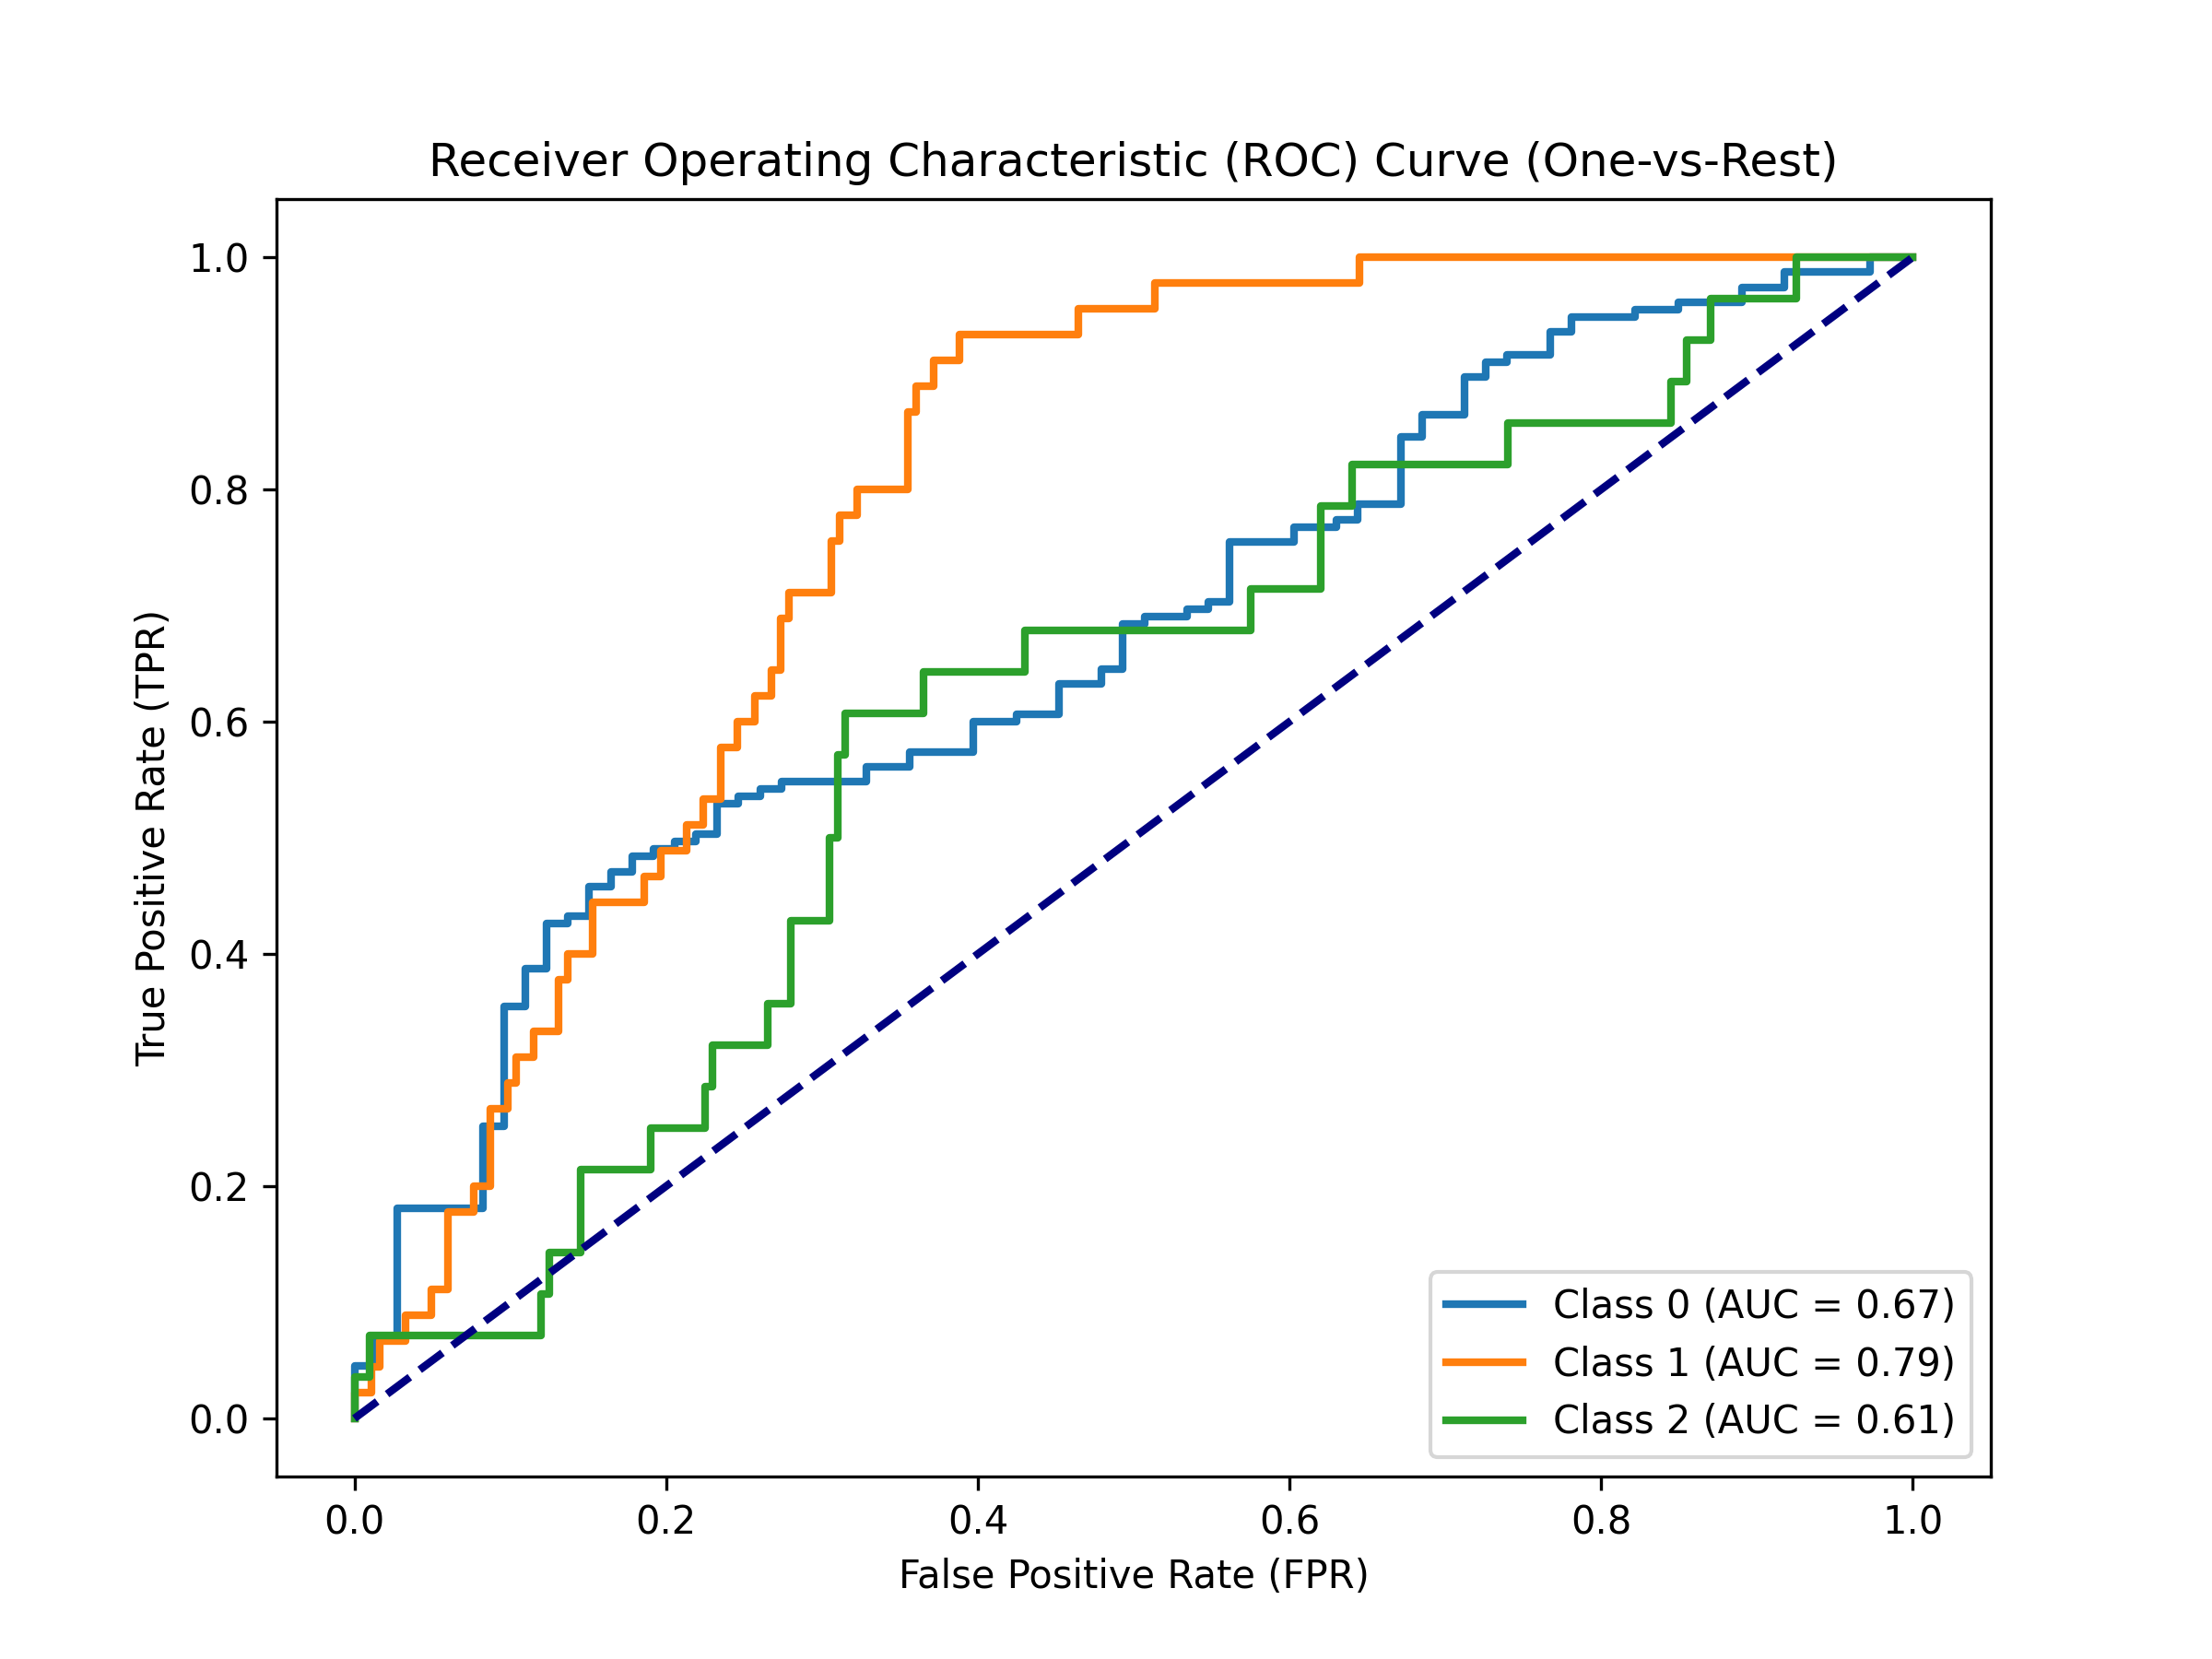 Receiver Operating Characteristic (ROC) Curve (One-vs-Rest)
1.0
0.8
0.6
0.4
0.2
0.0
True Positive Rate (TPR)
Class 0 (AUC = 0.67)
Class 1 (AUC = 0.79)
Class 2 (AUC = 0.61)
0.0 0.2 0.4 0.6 0.8 1.0
False Positive Rate (FPR)